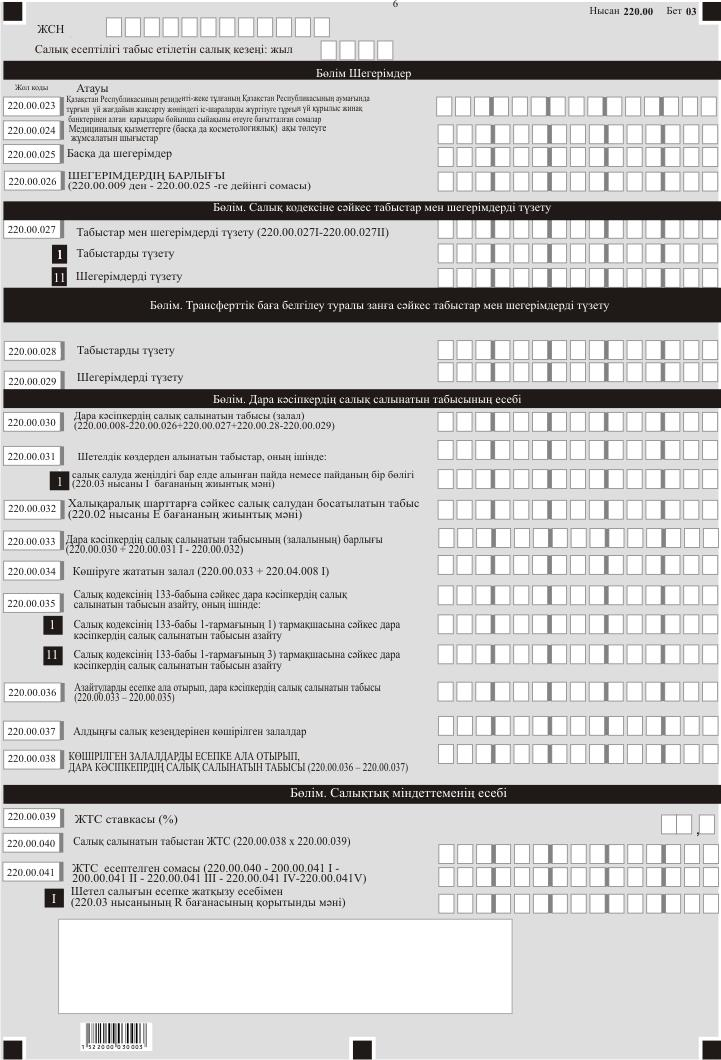 6
Нысан 220.00 Бет 03
ЖСН
Салық есептілігі табыс етілетін салық кезеңі: жыл
Бөлім Шегерімдер
Жол коды Атауы
220.00.023 Қазақстан Республикасының резиденті-жеке тұлғаның Қазақстан Республикасының аумағында
тұрғын үй жағдайын жақсарту жөніндегі іс-шараларды жүргізуге тұрғын үй құрылыс жинақ
банктерінен алған қарыздары бойынша сыйақыны өтеуге бағытталған сомалар
220.00.024 Медициналық қызметтерге (басқа да косметологиялық) ақы төлеуге
жұмсалатын шығыстар
220.00.025 Басқа да шегерімдер
220.00.026 ШЕГЕРІМДЕРДІҢ БАРЛЫҒЫ
(220.00.009 ден - 220.00.025 -ге дейінгі сомасы)
Бөлім. Салық кодексіне сәйкес табыстар мен шегерімдерді түзету
220.00.027 Табыстар мен шегерімдерді түзету (220.00.027I-220.00.027II)
1 Табыстарды түзету
11 Шегерімдерді түзету
Бөлім. Трансферттік баға белгілеу туралы занға сәйкес табыстар мен шегерімдерді түзету
220.00.028 Табыстарды түзету
220.00.029 Шегерімдерді түзету
Бөлім. Дара кәсіпкердің салық салынатын табысының есебі
220.00.030 Дара кәсіпкердің салық салынатын табысы (залал)
(220.00.008-220.00.026+220.00.027+220.00.28-220.00.029)
220.00.031 Шетелдік көздерден алынатын табыстар, оның ішінде:
1 салық салуда жеңілдігі бар елде алынған пайда немесе пайданың бір бөлігі
(220.03 нысаны I бағананың жиынтық мәні)
220.00.032 Халықаралық шарттарға сәйкес салық салудан босатылатын табыс
(220.02 нысаны Е бағананың жиынтық мәні)
220.00.033 Дара кәсіпкердің салық салынатын табысының (залалының) барлығы
(220.00.030 + 220.00.031 I - 220.00.032)
220.00.034 Көшіруге жататын залал (220.00.033 + 220.04.008 I)
220.00.035 Салық кодексінің 133-бабына сәйкес дара кәсіпкердің салық
салынатын табысын азайту, оның ішінде:
1 Салық кодексінің 133-бабы 1-тармағының 1) тармақшасына сәйкес дара
кәсіпкердің салық салынатын табысын азайту
11 Салық кодексінің 133-бабы 1-тармағының 3) тармақшасына сәйкес дара
кәсіпкердің салық салынатын табысын азайту
220.00.036 Азайтуларды есепке ала отырып, дара кәсіпкердің салық салынатын табысы
(220.00.033 – 220.00.035)
220.00.037 Алдыңғы салық кезеңдерінен көшірілген залалдар
220.00.038 КӨШІРІЛГЕН ЗАЛАЛДАРДЫ ЕСЕПКЕ АЛА ОТЫРЫП,
ДАРА КӘСІПКЕПРДІҢ САЛЫҚ САЛЫНАТЫН ТАБЫСЫ (220.00.036 – 220.00.037)
Бөлім. Салықтық міндеттеменің есебі
220.00.039 ЖТС ставкасы (%) ,
220.00.040 Салық салынатын табыстан ЖТС (220.00.038 х 220.00.039)
220.00.041 ЖТС есептелген сомасы (220.00.040 - 200.00.041 I -
200.00.041 II - 220.00.041 III - 220.00.041 IV-220.00.041V)
I Шетел салығын есепке жатқызу есебімен
(220.03 нысанының R бағанасының қорытынды мәні)
1 522000 030003